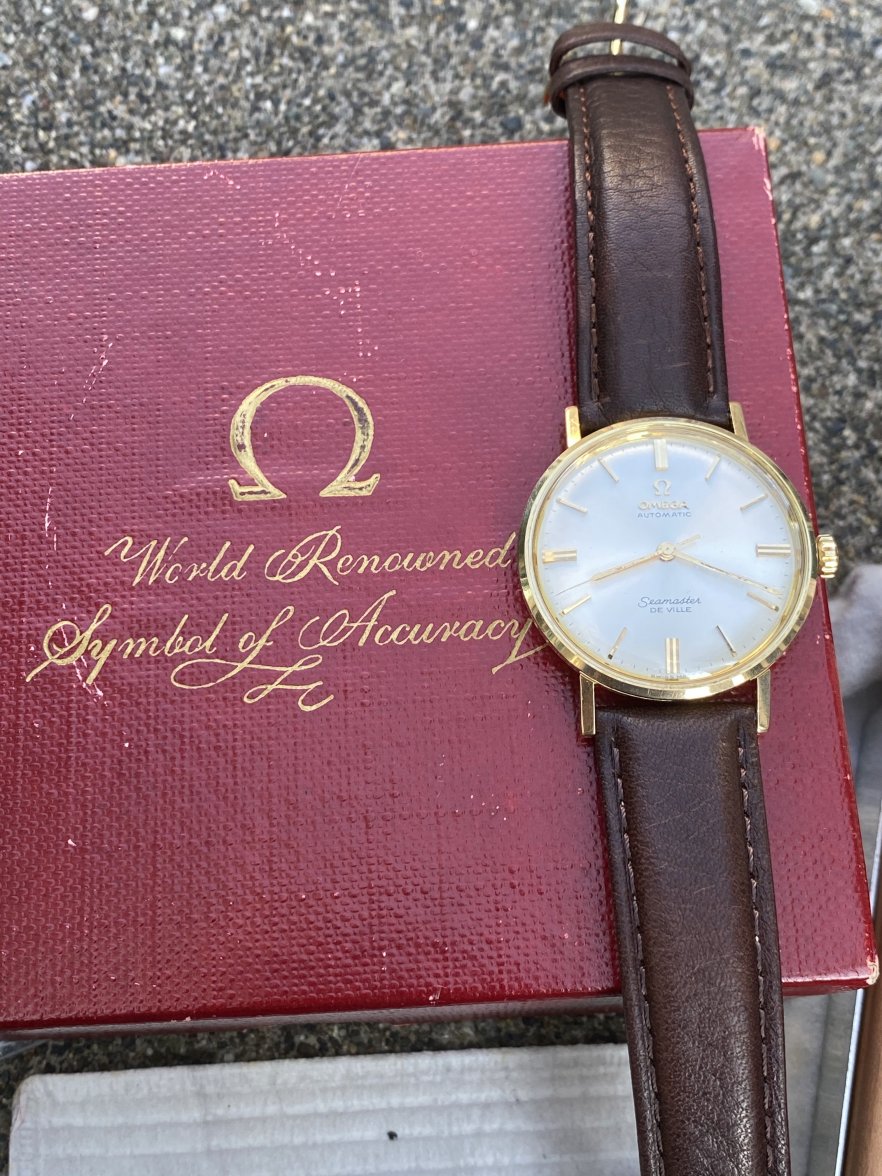 World Renowned
Symbol of Accuracy
Ω
OMEGA
AUTOMATIC
Seamaster
DE VILLE